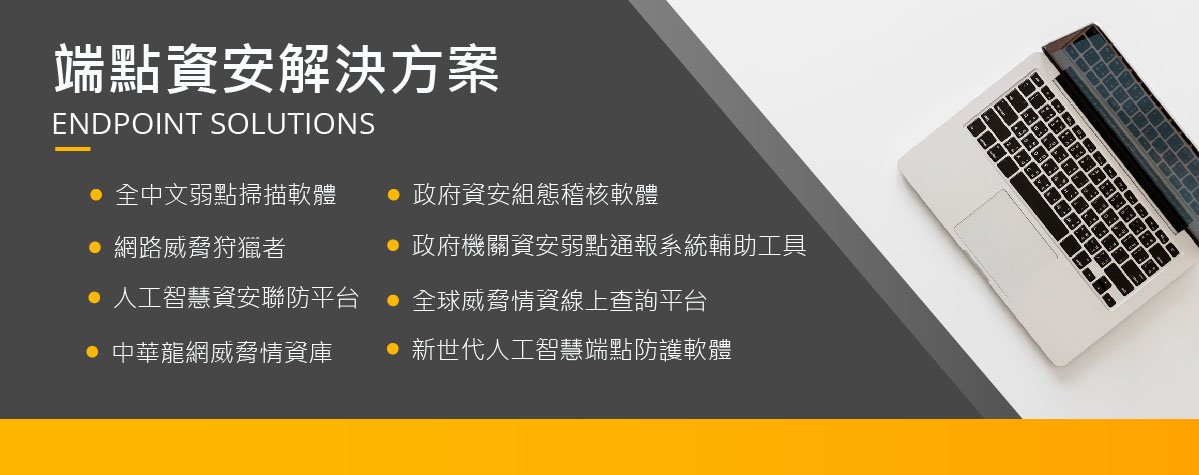 端點資安解決方案
ENDPOINT SOLUTIONS
全中文弱點掃描軟體
網路威脅狩獵者
人工智慧資安聯防平台
中華龍網威脅情資庫
政府資安組態稽核軟體
政府機關資安弱點通報系統輔助工具
全球威脅情資線上查詢平台
新世代人工智慧端點防護軟體